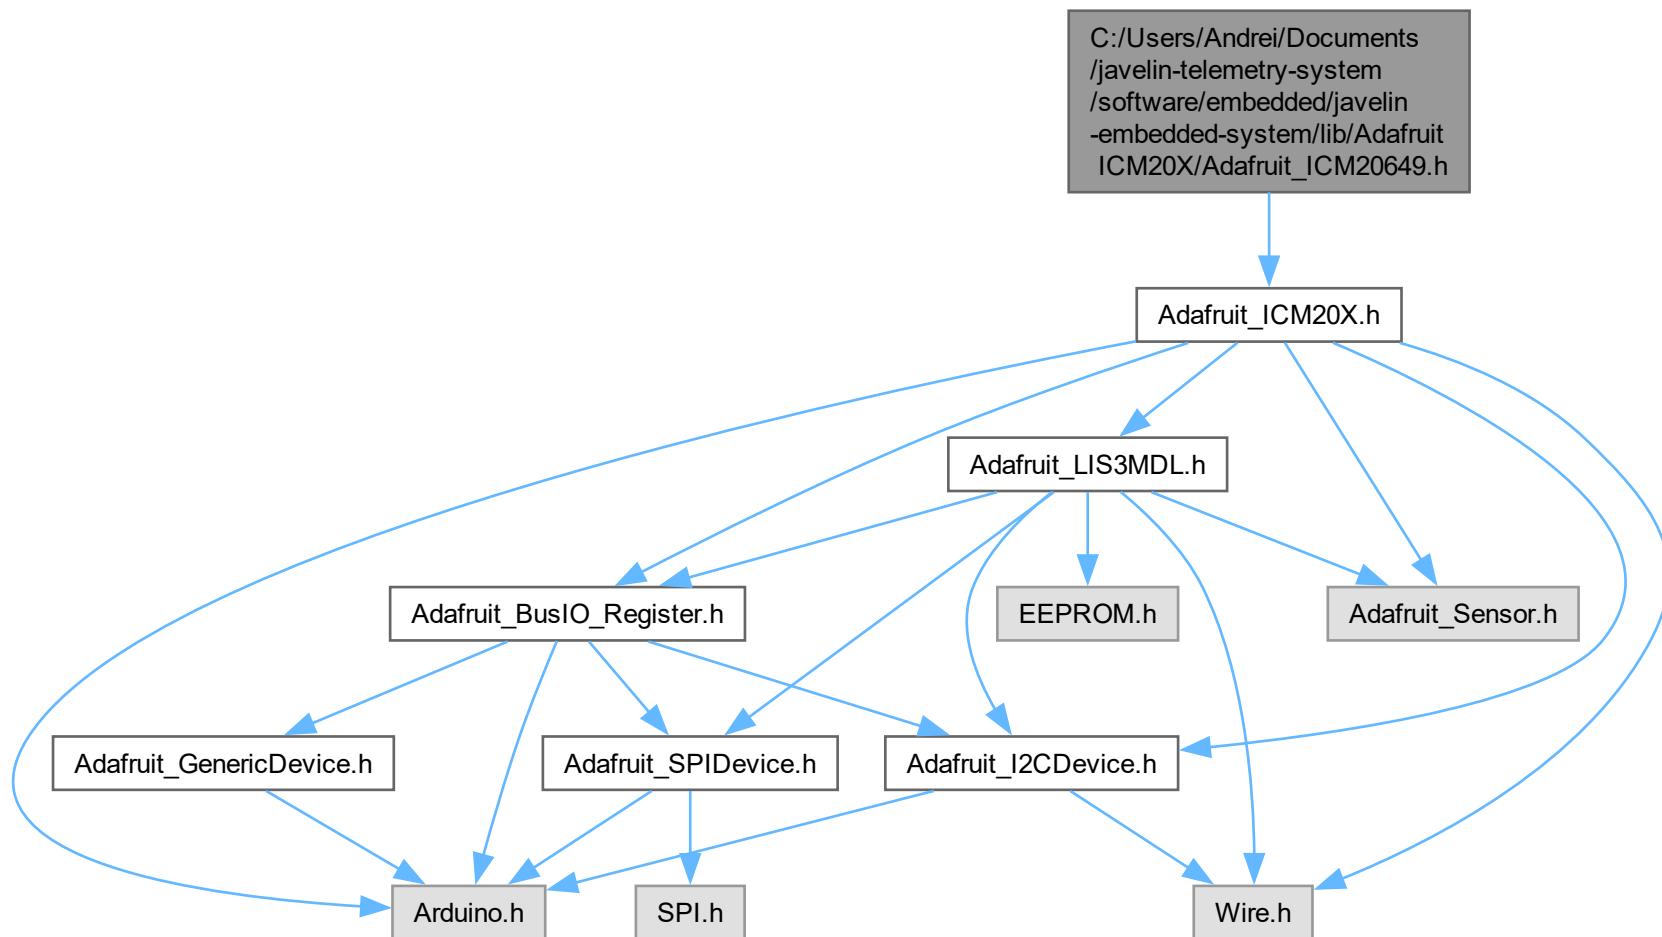 C:/Users/Andrei/Documents
/javelin-telemetry-system
/software/embedded/javelin
-embedded-system/lib/Adafruit
ICM20X/Adafruit_ICM20649.h
Adafruit_ICM20X.h
Adafruit_LIS3MDL.h
Adafruit_BusIO_Register.h
EEPROM.h
Adafruit_Sensor.h
Adafruit_GenericDevice.h
Adafruit_SPIDevice.h
Adafruit_I2CDevice.h
Arduino.h
SPI.h
Wire.h